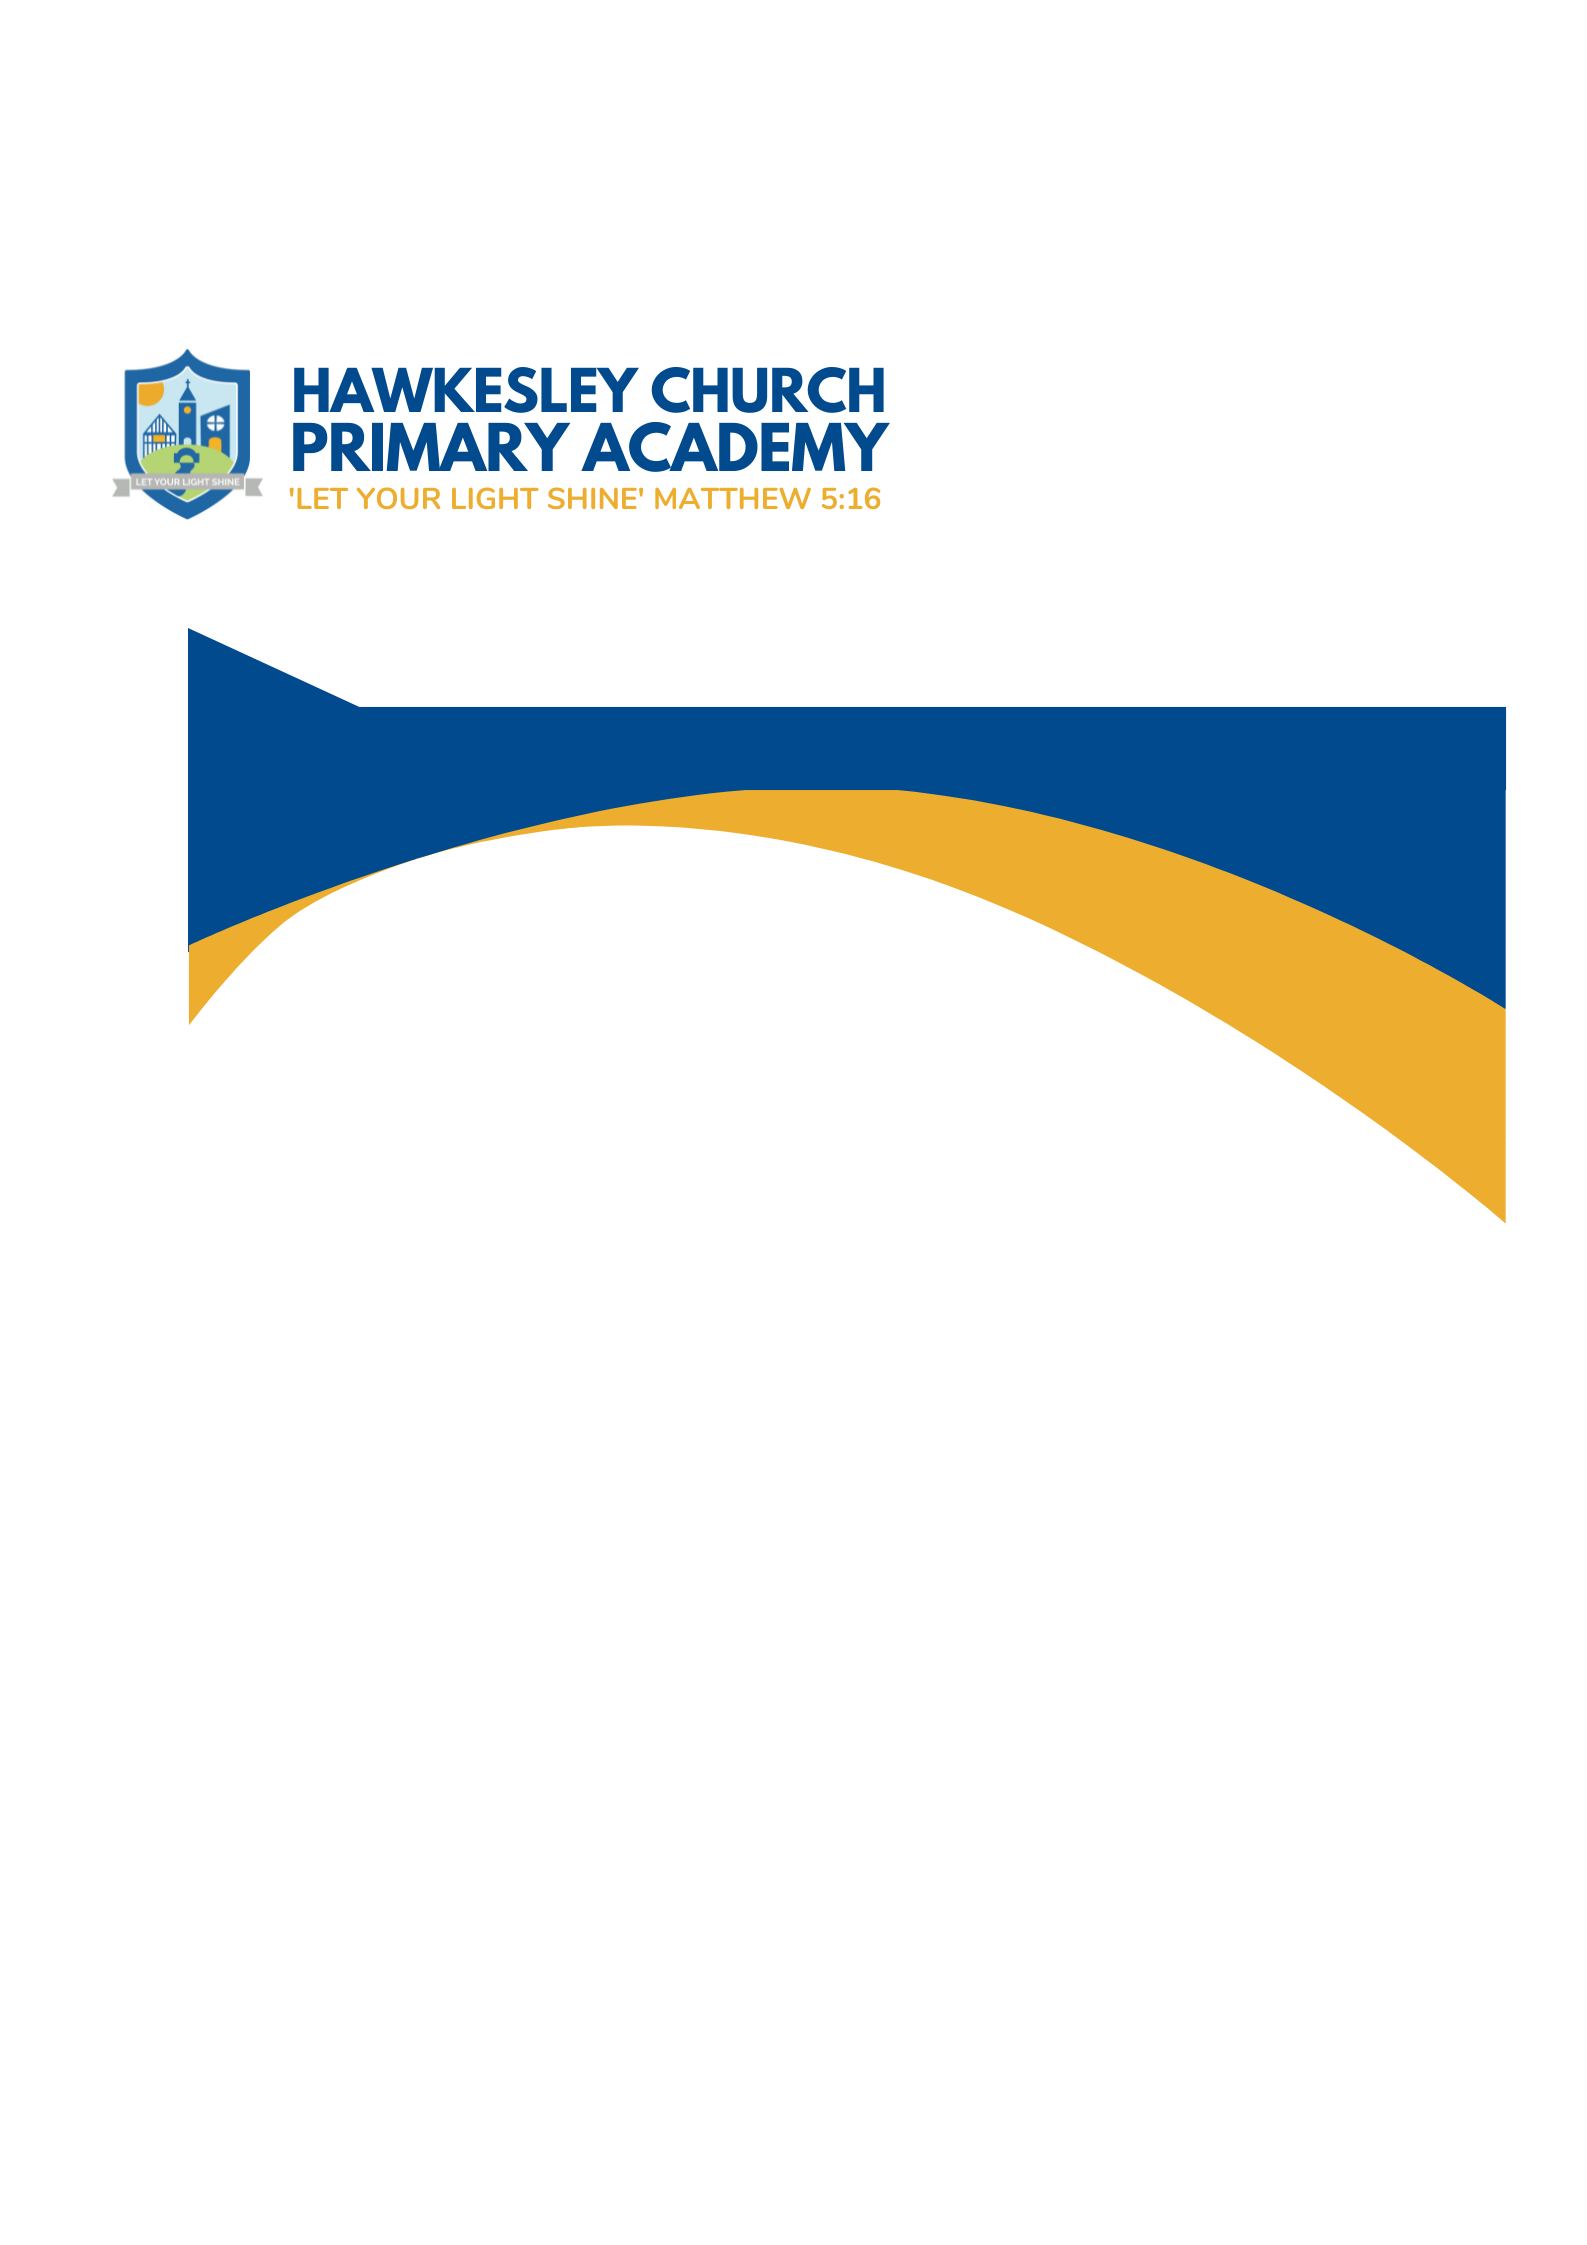 HAWKESLEY CHURCH
PRIMARY ACADEMY
'LET YOUR LIGHT SHINE' MATTHEW 5:16
LET YOUR LIGHT SHINE